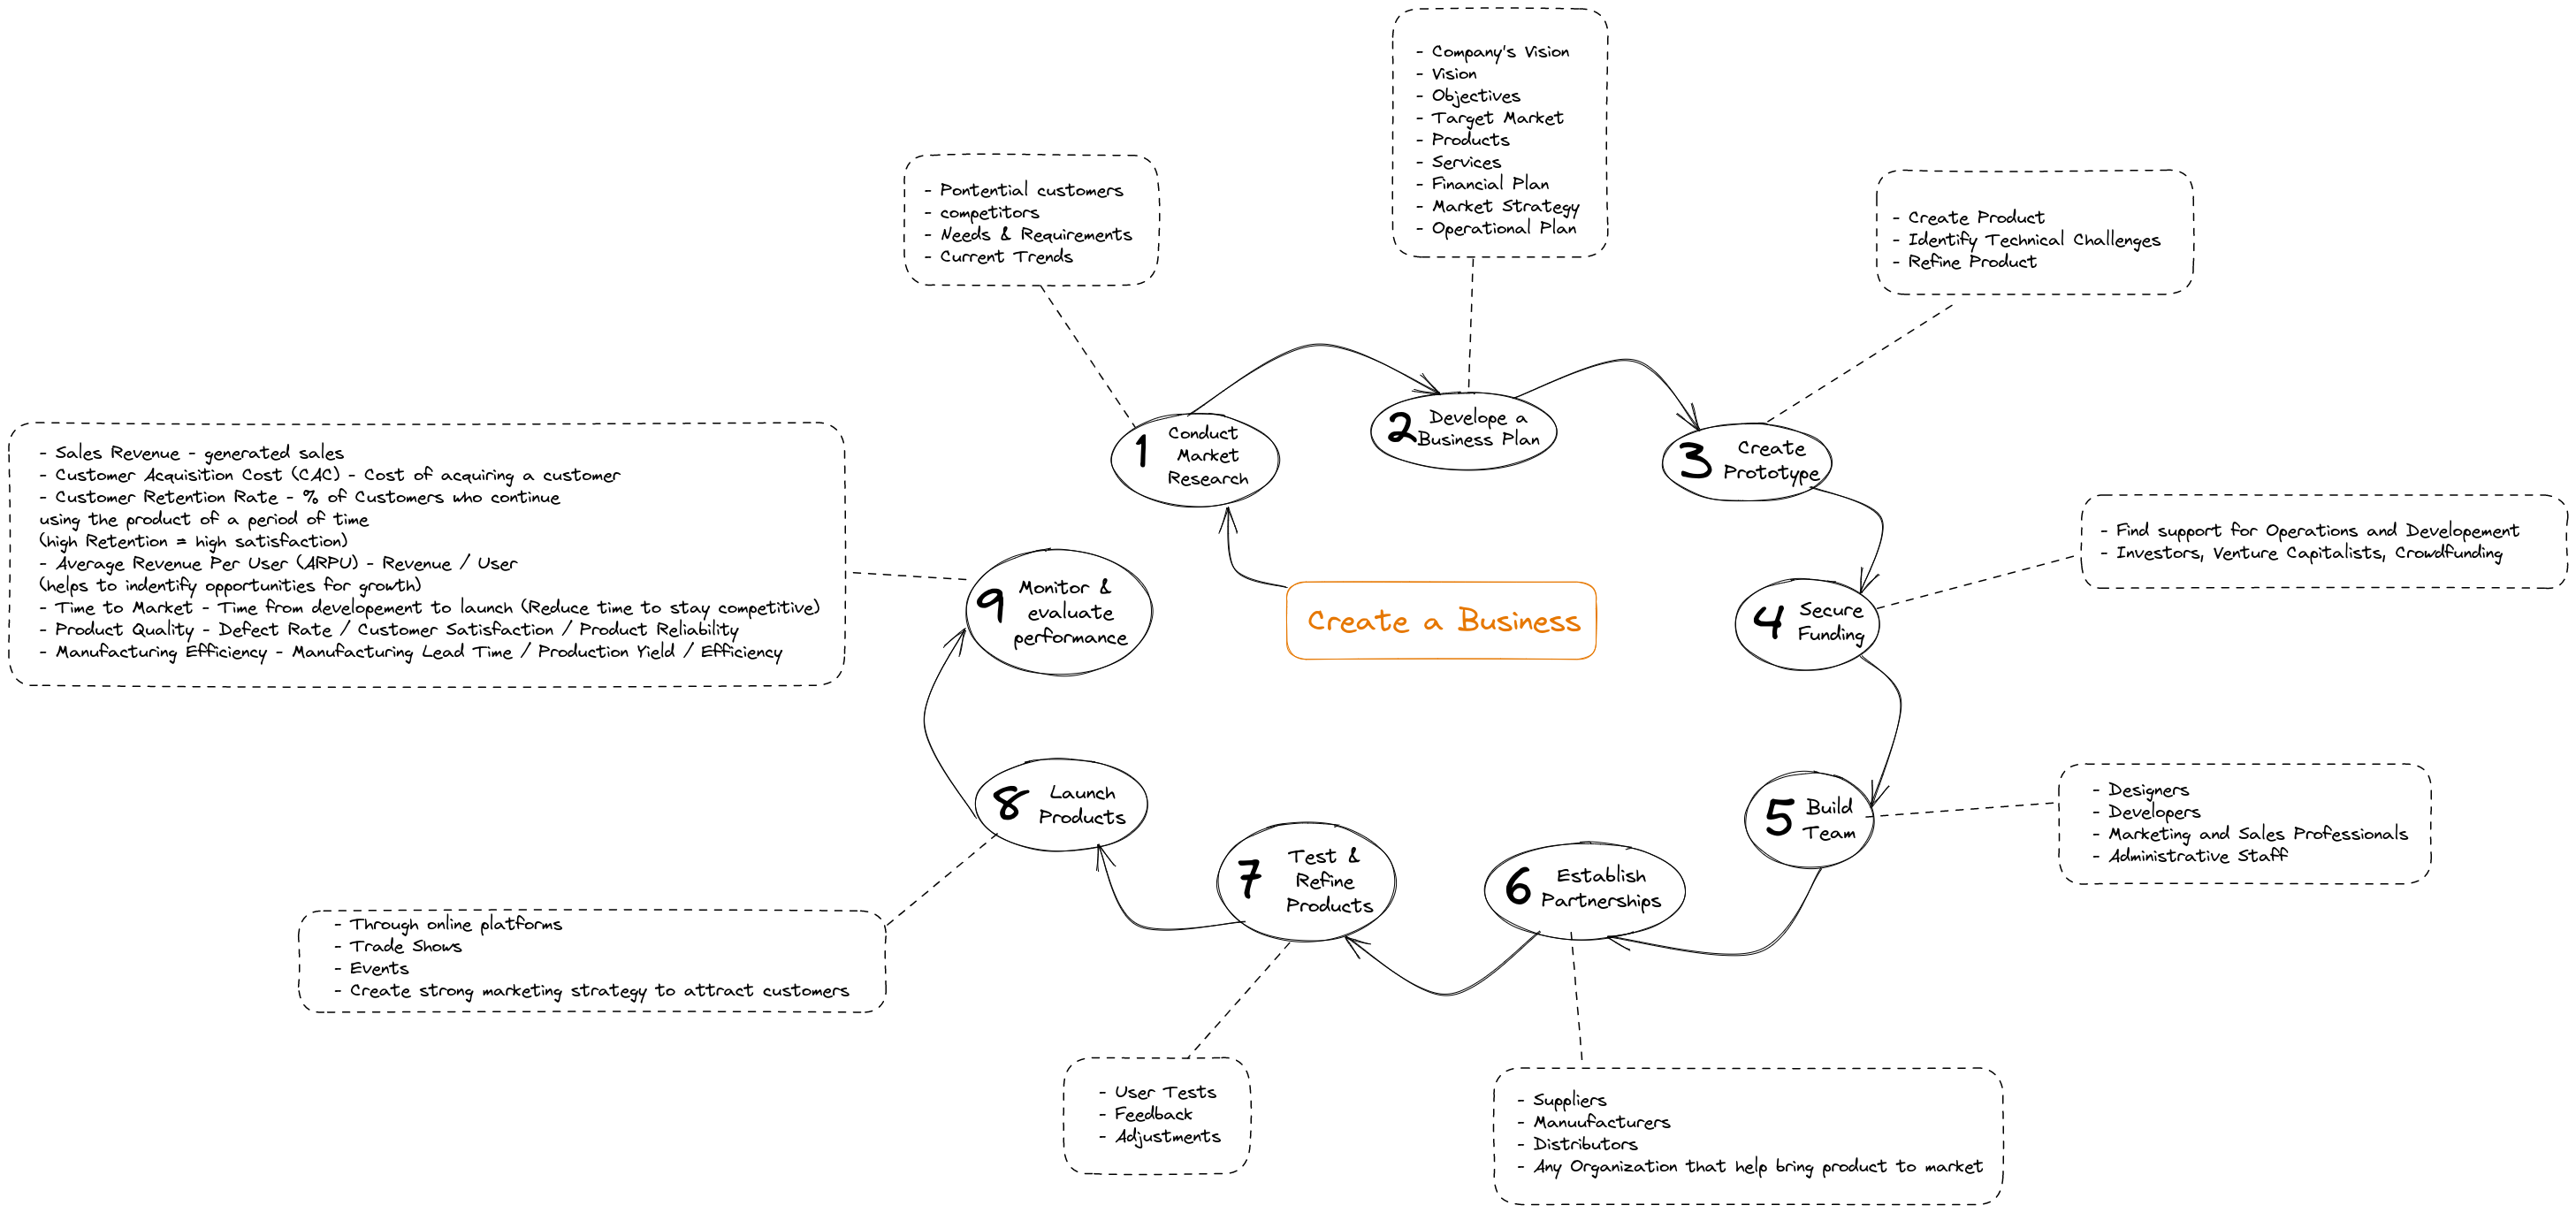 Create a Business
1
Conduct
Market
Research
- Pontential customers
- competitors
- Needs & Requirements
- Current Trends
2
Develope a
Business Plan
- Company's Vision
- Vision
- Objectives
- Target Market
- Products
- Services
- Financial Plan
- Market Strategy
- Operational Plan
3
Create
Prototype
- Create Product
- Identify Technical Challenges
- Refine Product
4
Secure
Funding
- Find support for Operations and Developement
- Investors, Venture Capitalists, Crowdfunding
5
Build
Team
- Designers
- Developers
- Marketing and Sales Professionals
- Administrative Staff
6
Establish
Partnerships
- Suppliers
- Manuufacturers
- Distributors
- Any Organization that help bring product to market
7
Test &
Refine
Products
- User Tests
- Feedback
- Adjustments
8
Launch
Products
- Through online platforms
- Trade Shows
- Events
- Create strong marketing strategy to attract customers
9
Monitor &
evaluate
performance
- Sales Revenue - generated sales
- Customer Acquisition Cost (CAC) - Cost of acquiring a customer
- Customer Retention Rate - % of Customers who continue
using the product of a period of time
(high Retention = high satisfaction)
- Average Revenue Per User (ARPU) - Revenue / User
(helps to indentify opportunities for growth)
- Time to Market - Time from developement to launch (Reduce time to stay competitive)
- Product Quality - Defect Rate / Customer Satisfaction / Product Reliability
- Manufacturing Efficiency - Manufacturing Lead Time / Production Yield / Efficiency